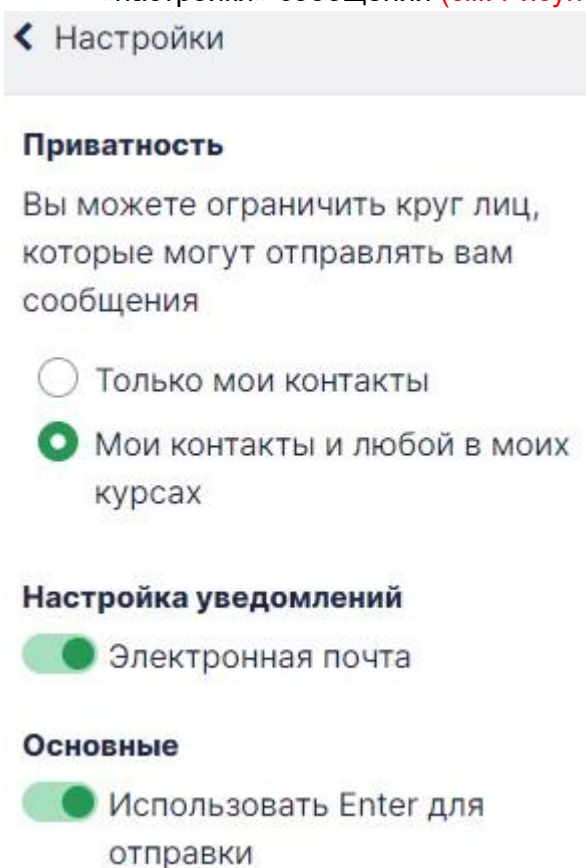 Настройки
Приватность
Вы можете ограничить круг лиц,
которые могут отправлять вам
сообщения
Только мои контакты
Мои контакты и любой в моих
курсах
Настройка уведомлений
Электронная почта
Основные
Использовать Enter для
отправки